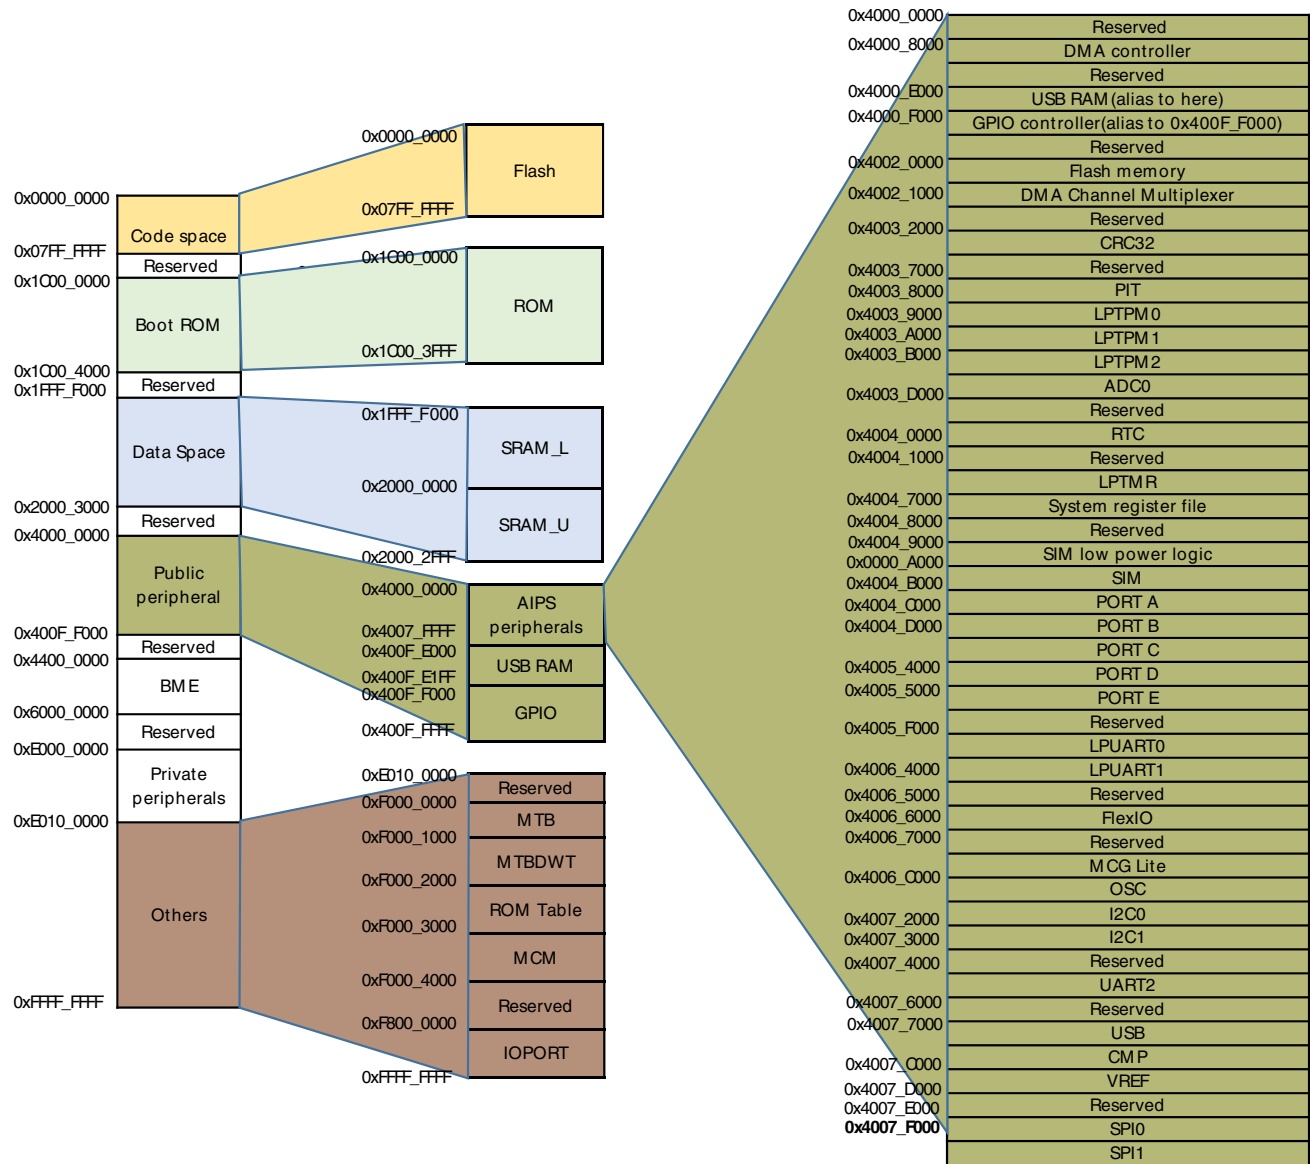 0x0000_0000
Code space
0x07FF_FFFF
Reserved
0x1C00_0000
Boot ROM
0x1C00_4000
Reserved
0x1FFF_F000
Data Space
0x2000_3000
Reserved
0x4000_0000
Public
peripheral
0x400F_F000
Reserved
0x4400_0000
BME
0x6000_0000
Reserved
0xE000_0000
Private
peripherals
0xE010_0000
Others
0xFFFF_FFFF
0x0000_0000
Flash
0x07FF_FFFF
0x1C00_0000
ROM
0x1C00_3FFF
0x1FFF_F000
SRAM_L
0x2000_0000
SRAM_U
0x2000_2FFF
0x4000_0000
AIPS
peripherals
0x4007_FFFF
0x400F_E000
USB RAM
0x400F_E1FF
0x400F_F000
GPIO
0x400F_FFFF
0xE010_0000
Reserved
0xF000_0000
MTB
0xF000_1000
MTBDWT
0xF000_2000
ROM Table
0xF000_3000
MCM
0xF000_4000
Reserved
0xF800_0000
IOPORT
0xFFFF_FFFF
0x4000_0000
Reserved
0x4000_8000
DMA controller
Reserved
0x4000_E000
USB RAM(alias to here)
0x4000_F000
GPIO controller(alias to 0x400F_F000)
Reserved
0x4002_0000
Flash memory
0x4002_1000
DMA Channel Multiplexer
Reserved
0x4003_2000
CRC32
Reserved
0x4003_7000
PIT
0x4003_8000
LPTPM0
0x4003_9000
LPTPM1
0x4003_A000
0x4003_B000
LPTPM2
ADC0
0x4003_D000
Reserved
0x4004_0000
RTC
0x4004_1000
Reserved
LPTMR
0x4004_7000
System register file
0x4004_8000
Reserved
0x4004_9000
SIM low power logic
0x0000_A000
SIM
0x4004_B000
PORT A
0x4004_C000
PORT B
0x4004_D000
PORT C
0x4005_4000
PORT D
0x4005_5000
PORT E
Reserved
0x4005_F000
LPUART0
0x4006_4000
LPUART1
0x4006_5000
Reserved
0x4006_6000
FlexIO
0x4006_7000
Reserved
MCG Lite
0x4006_C000
OSC
I2C0
0x4007_2000
I2C1
0x4007_3000
0x4007_4000
Reserved
UART2
0x4007_6000
Reserved
0x4007_7000
USB
CMP
0x4007_C000
VREF
0x4007_D000
Reserved
0x4007_E000
0x4007_F000
SPI0
SPI1